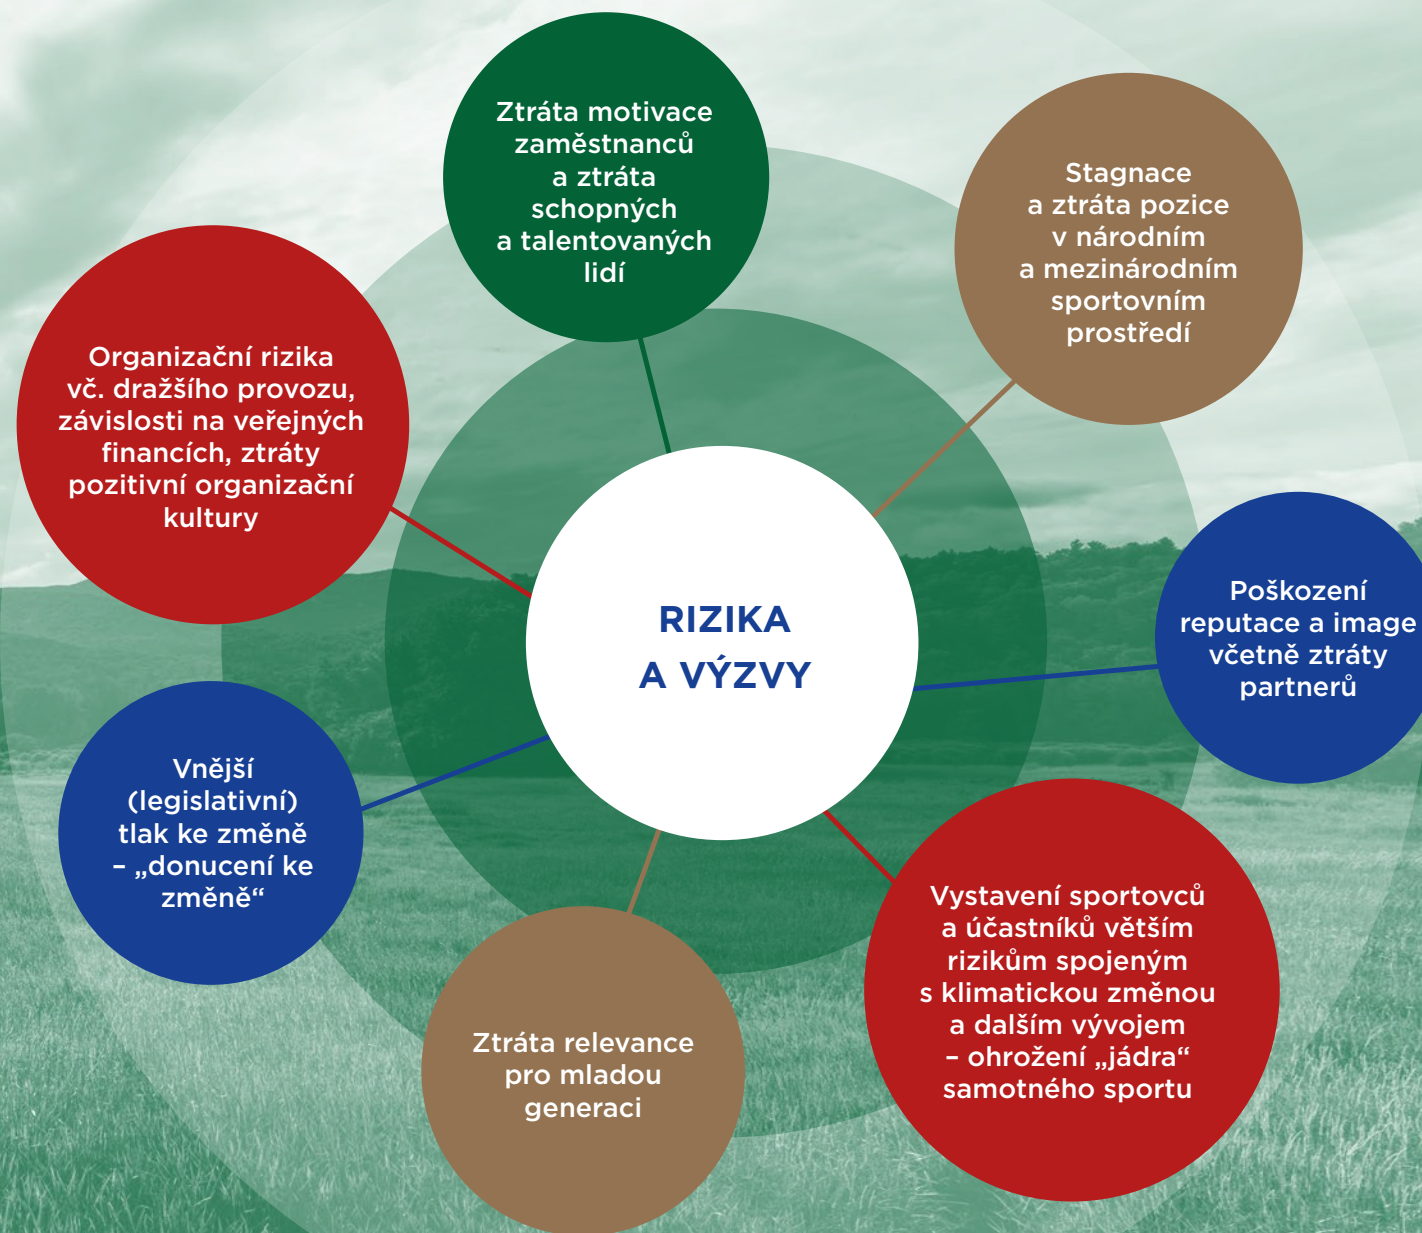 Ztráta motivace
zaměstnanců
a ztráta
schopných
a talentovaných
lidí
Stagnace
a ztráta pozice
v národním
a mezinárodním
sportovním
prostředí
Organizační rizika
vč. dražšího provozu,
závislosti na veřejných
financích, ztráty
pozitivní organizační
kultury
RIZIKA
A VÝZVY
Poškození
reputace a image
včetně ztráty
partnerů
Vnější
(legislativní)
tlak ke změně
– „donucení ke
změně“
Vystavení sportovců
a účastníků větším
rizikům spojeným
s klimatickou změnou
a dalším vývojem
– ohrožení „jádra“
samotného sportu
Ztráta relevance
pro mladou
generaci